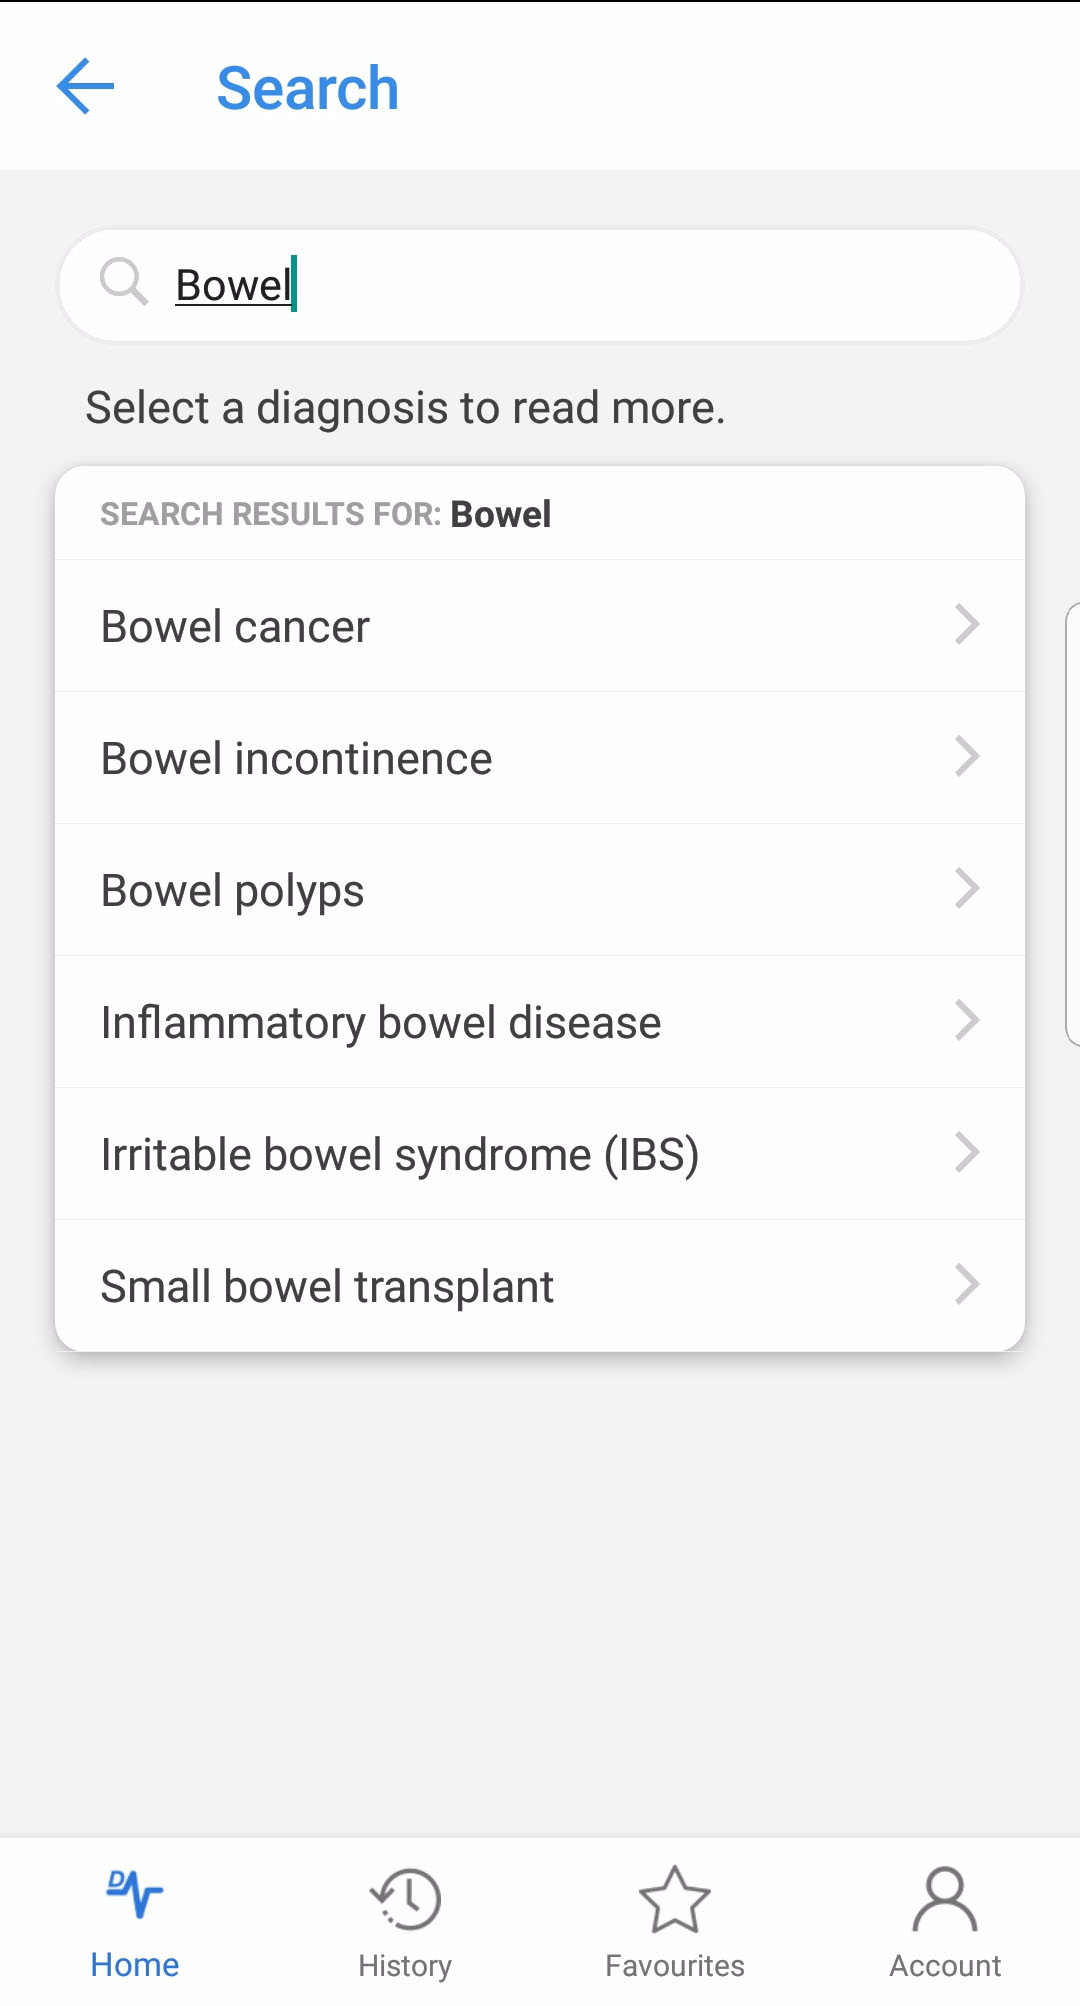 Search
Bowel
Select a diagnosis to read more.
SEARCH RESULTS FOR: Bowel
Bowel cancer
Bowel incontinence
Bowel polyps
Inflammatory bowel disease
Irritable bowel syndrome (IBS)
Small bowel transplant
D
Home History Favourites Account